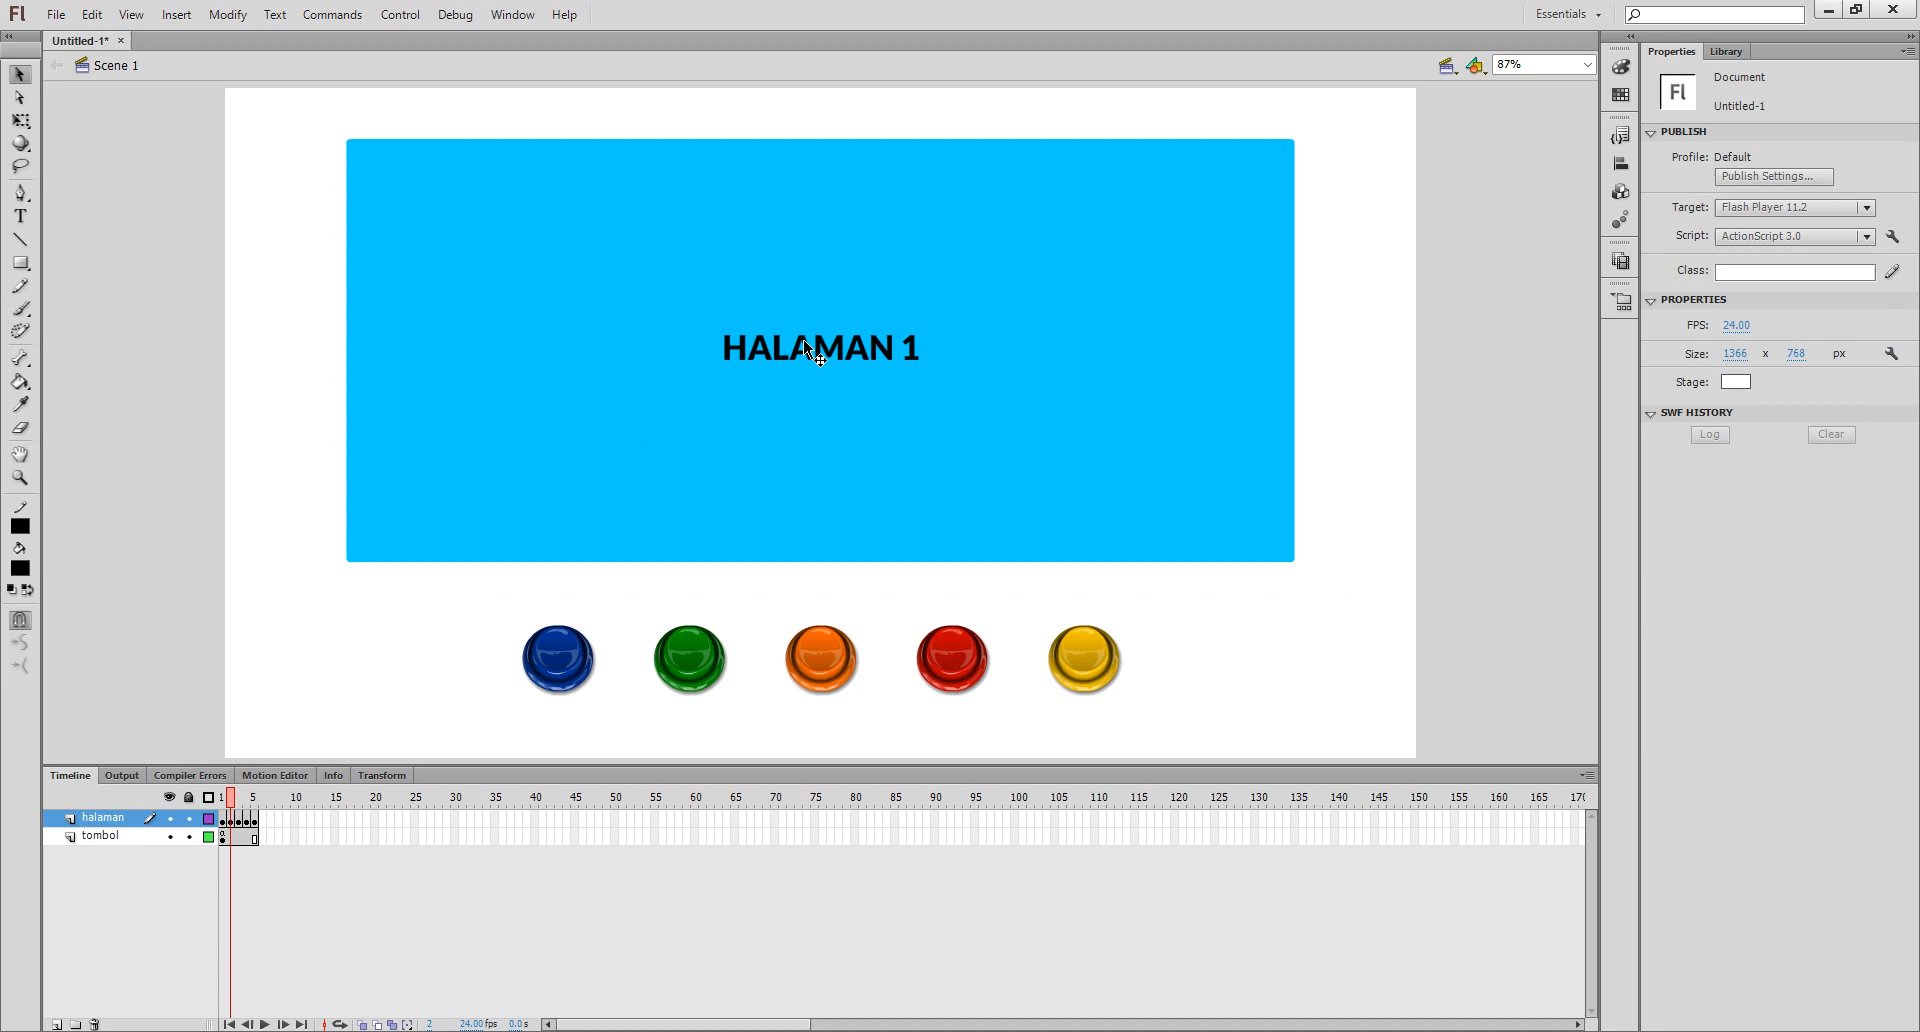 Fl File Edit View Insert Modify Text Commands Control Debug Window Help Essentials
Untitled-1* ×
Scene 1 87%
HALAMAN 1
Properties Library
Fl Document
Untitled-1
PUBLISH
Profile: Default
Publish Settings...
Target: Flash Player 11.2
Script: ActionScript 3.0
Class:
PROPERTIES
FPS: 24.00
Size: 1366 x 768 px
Stage:
SWF HISTORY
Log Clear
Timeline Output Compiler Errors Motion Editor Info Transform
1 5 10 15 20 25 30 35 40 45 50 55 60 65 70 75 80 85 90 95 100 105 110 115 120 125 130 135 140 145 150 155 160 165 170
halaman
tombol
2 24.00 fps 0.0 s